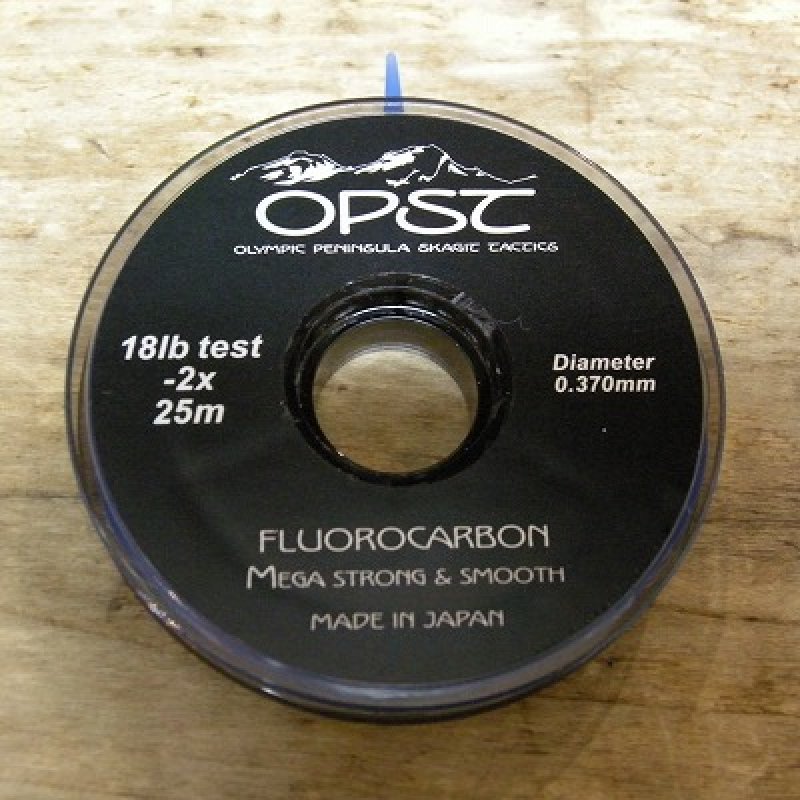 OPST
OLYMPIC PENINSULA SKAGIT TACTICS
18lb test
-2x
25m
Diameter
0.370mm
FLUOROCARBON
MEGA STRONG & SMOOTH
MADE IN JAPAN